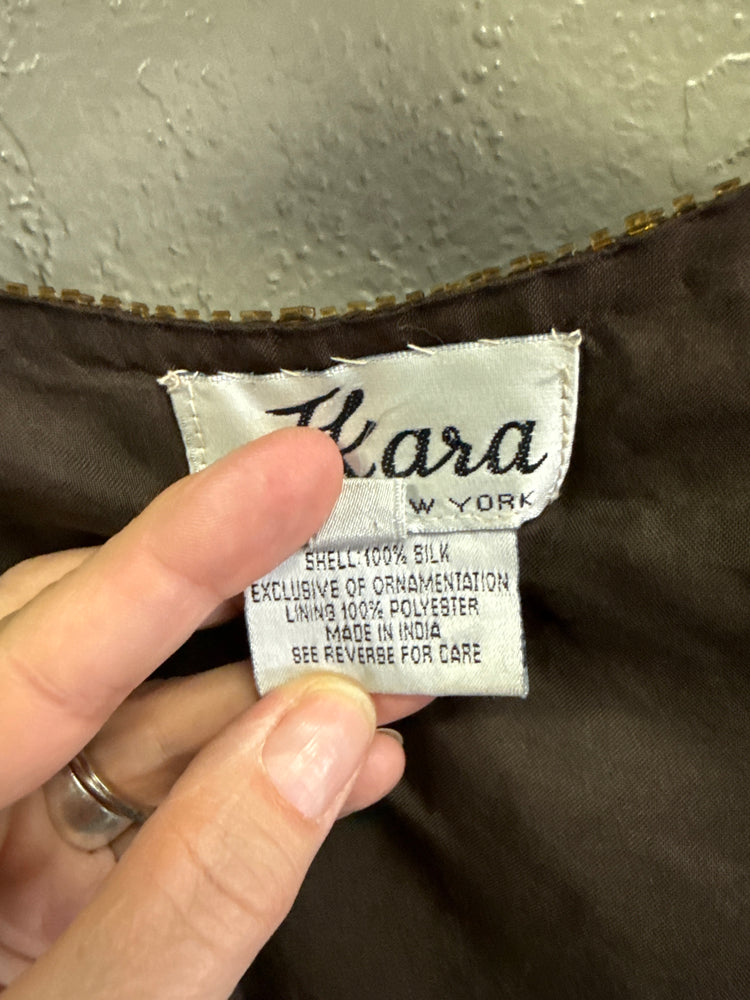 Kara
W YORK
SHELL:100% SILK
EXCLUSIVE OF ORNAMENTATION
LINING 100% POLYESTER
MADE IN INDIA
SEE REVERSE FOR CARE